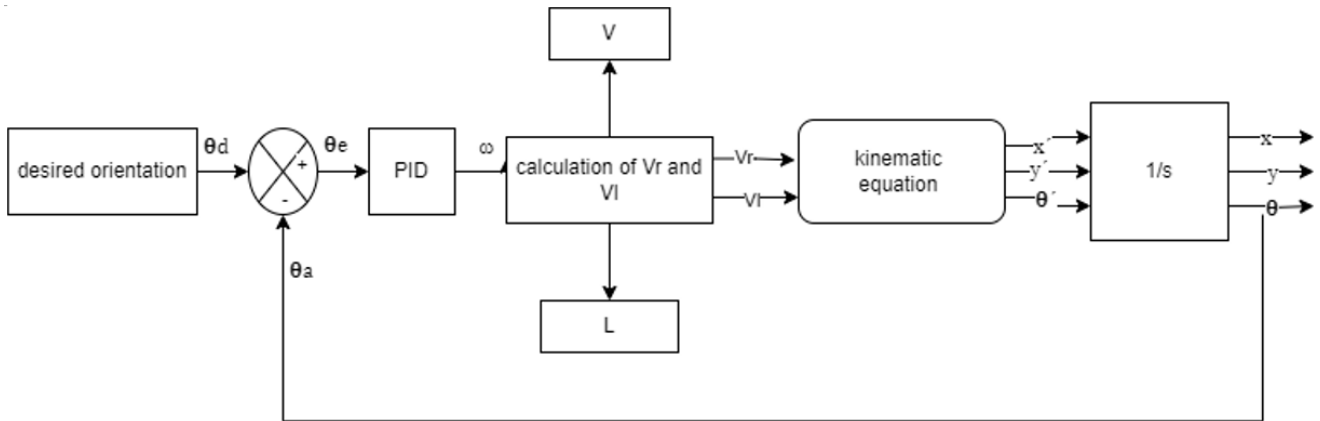 V
desired orientation
θd
+
-
θe
PID
ω
calculation of Vr and
Vl
Vr
Vl
kinematic
equation
x´
y´
θ´
1/s
x
y
θ
θa
L